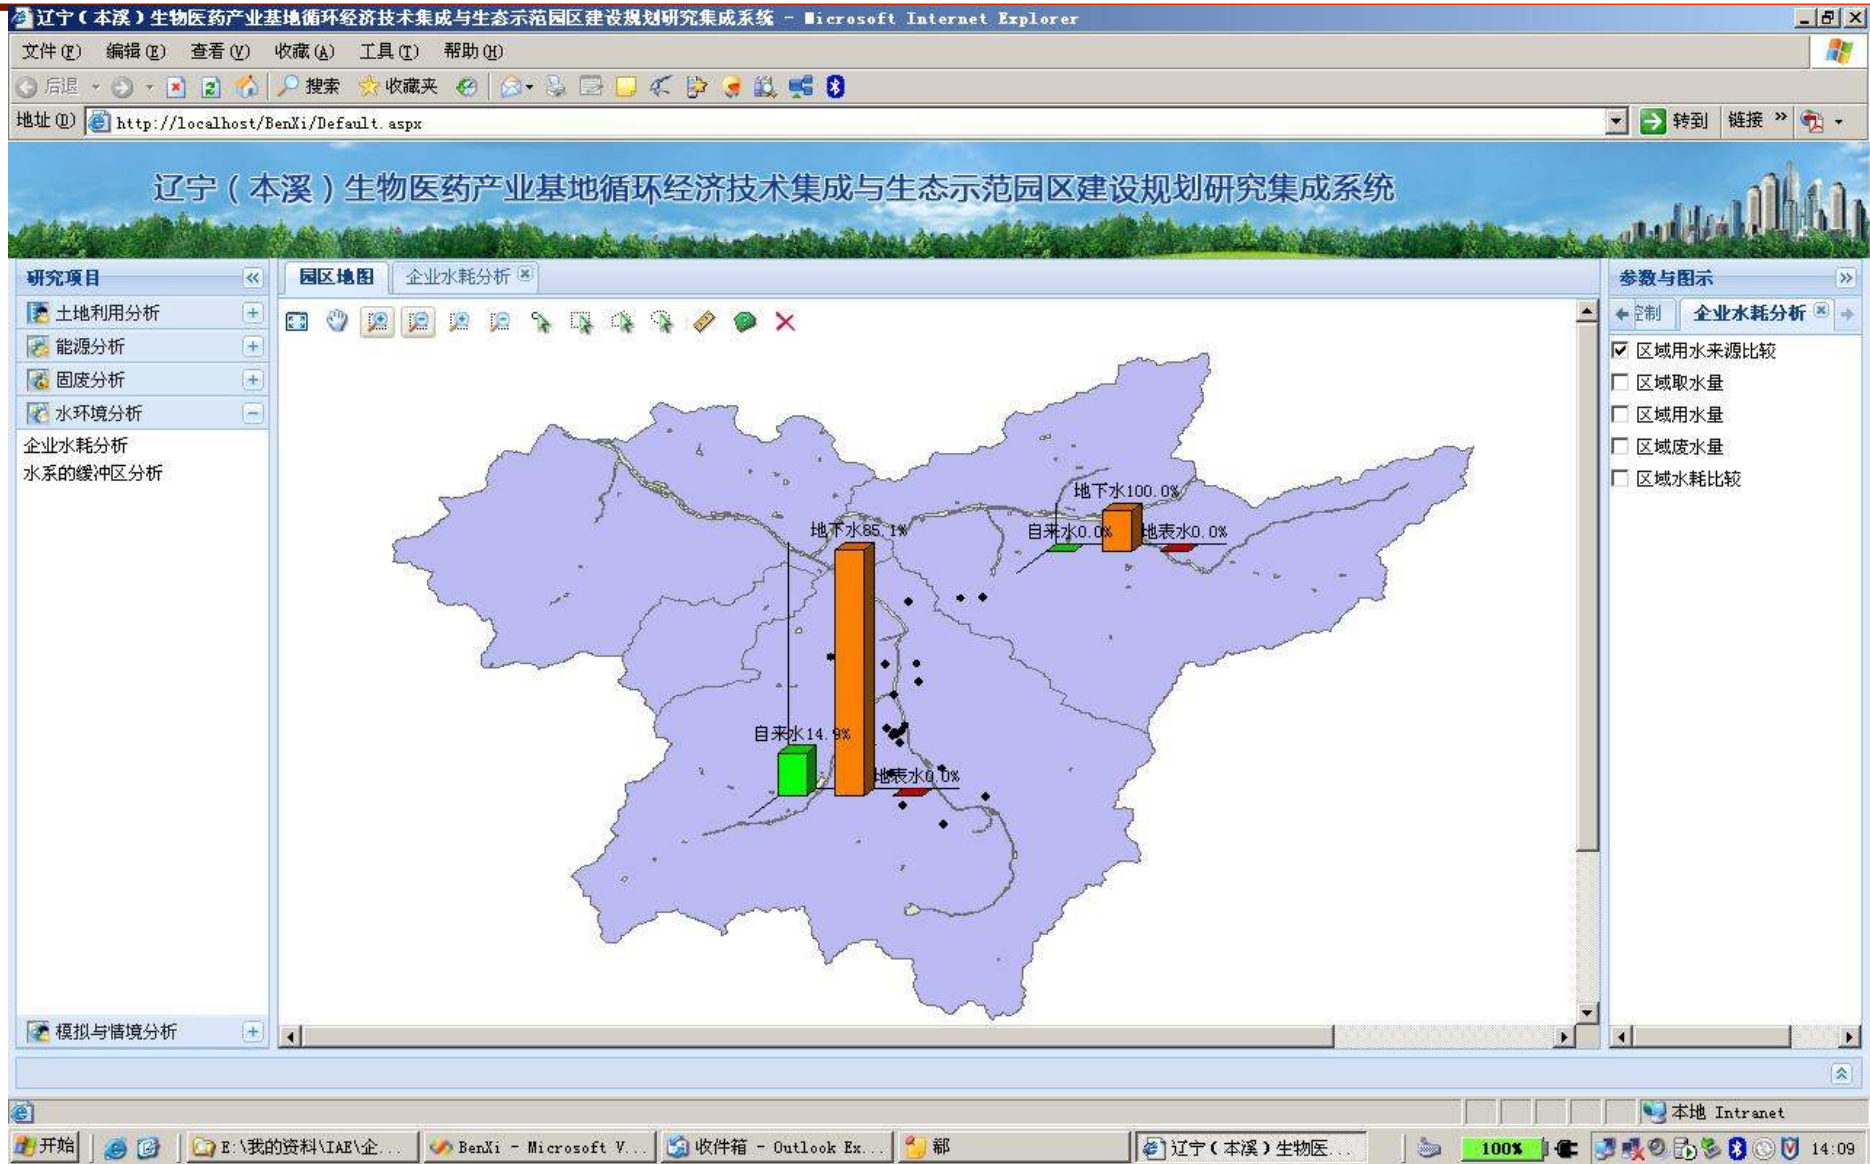 辽宁(本溪)生物医药产业基地循环经济技术集成与生态示范园区建设规划研究集成系统 - Microsoft Internet Explorer
文件(F) 编辑(E) 查看(V) 收藏(A) 工具(T) 帮助(H)
后退 搜索 收藏夹
地址(D) http://localhost/BenXi/Default.aspx 转到 链接 »
辽宁(本溪)生物医药产业基地循环经济技术集成与生态示范园区建设规划研究集成系统
研究项目
土地利用分析
能源分析
固废分析
水环境分析
企业水耗分析
水系的缓冲区分析
模拟与情境分析
园区地图 企业水耗分析
地下水100.0%
自来水0.0% 地表水0.0%
地下水85.1%
自来水14.9%
地表水0.0%
参数与图示
控制 企业水耗分析
区域用水来源比较
区域取水量
区域用水量
区域废水量
区域水耗比较
本地 Intranet
开始 E:\我的资料\IAE\企... BenXi - Microsoft V... 收件箱 - Outlook Ex... 鄢 辽宁(本溪)生物医... 100% 14:09